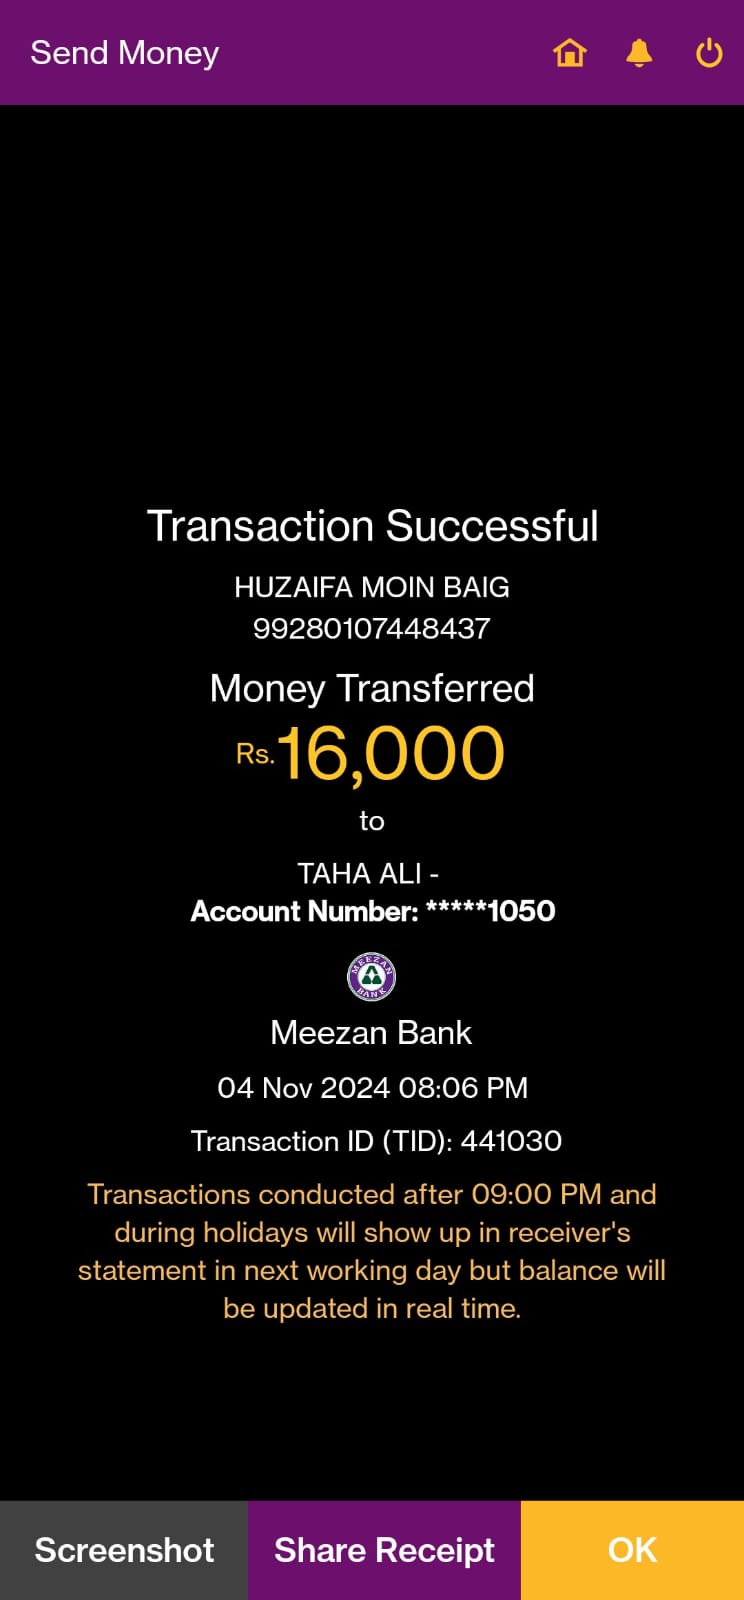 Send Money
Transaction Successful
HUZAIFA MOIN BAIG
99280107448437
Money Transferred
Rs.16,000
to
TAHA ALI -
Account Number: *****1050
MEEZAN
BANK
Meezan Bank
04 Nov 2024 08:06 PM
Transaction ID (TID): 441030
Transactions conducted after 09:00 PM and
during holidays will show up in receiver's
statement in next working day but balance will
be updated in real time.
Screenshot
Share Receipt
OK